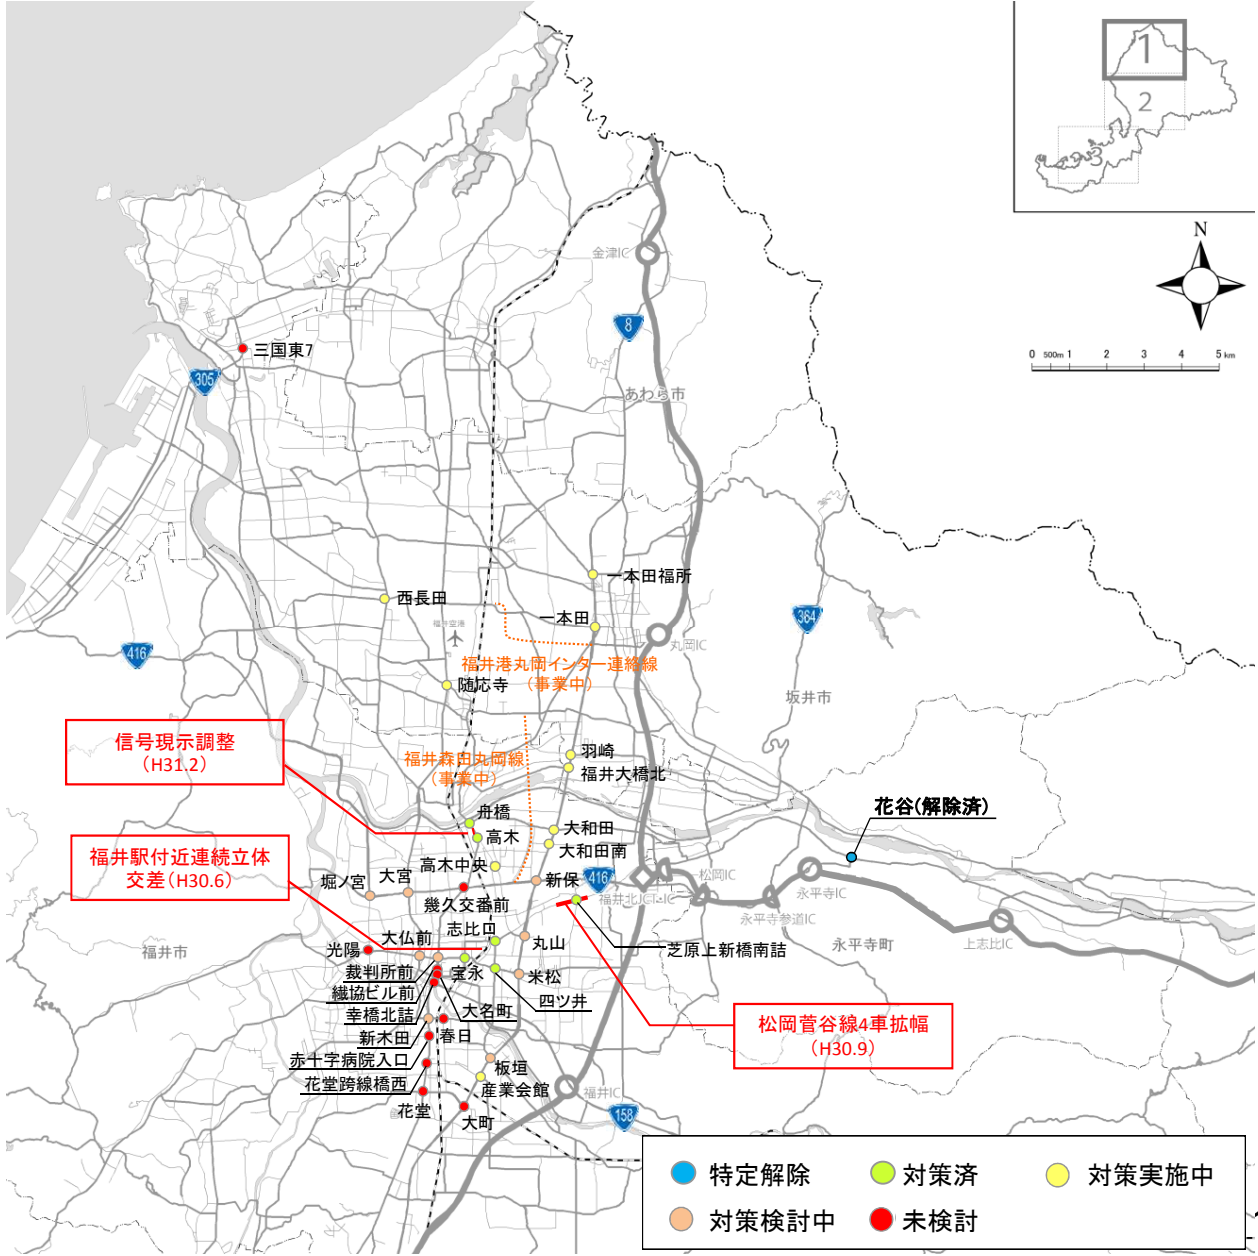 1
2
3
N
0 500m 1 2 3 4 5 km
金津IC
8
三国東7
305
あわら市
一本田福所
西長田
一本田
福井空港
364
丸岡IC
416
福井港丸岡インター連絡線
(事業中)
随応寺
坂井市
信号現示調整
(H31.2)
羽崎
福井森田丸岡線
(事業中)
福井大橋北
花谷(解除済)
舟橋
高木
大和田
大和田南
福井駅付近連続立体
交差(H30.6)
高木中央
堀ノ宮
大宮
新保
416
松岡IC
永平寺IC
福井北JCT・IC
幾久交番前
永平寺参道IC
志比口
大仏前
丸山
永平寺町
上志比IC
福井市
光陽
芝原上新橋南詰
裁判所前
宝永
米松
繊協ビル前
四ツ井
幸橋北詰
大名町
松岡菅谷線4車拡幅
(H30.9)
新木田
春日
赤十字病院入口
板垣
花堂跨線橋西
産業会館
福井IC
花堂
大町
158
特定解除
対策済
対策実施中
対策検討中
未検討